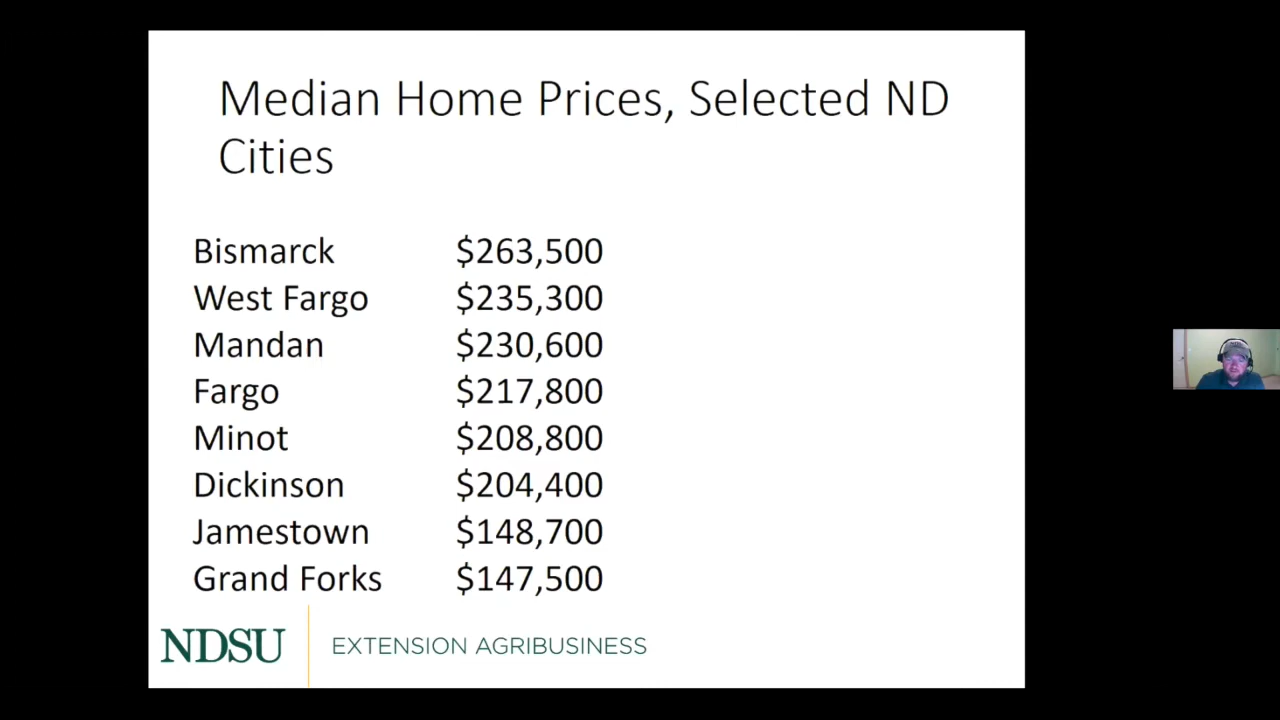 Median Home Prices, Selected ND
Cities
Bismarck $263,500
West Fargo $235,300
Mandan $230,600
Fargo $217,800
Minot $208,800
Dickinson $204,400
Jamestown $148,700
Grand Forks $147,500
NDSU EXTENSION AGRIBUSINESS